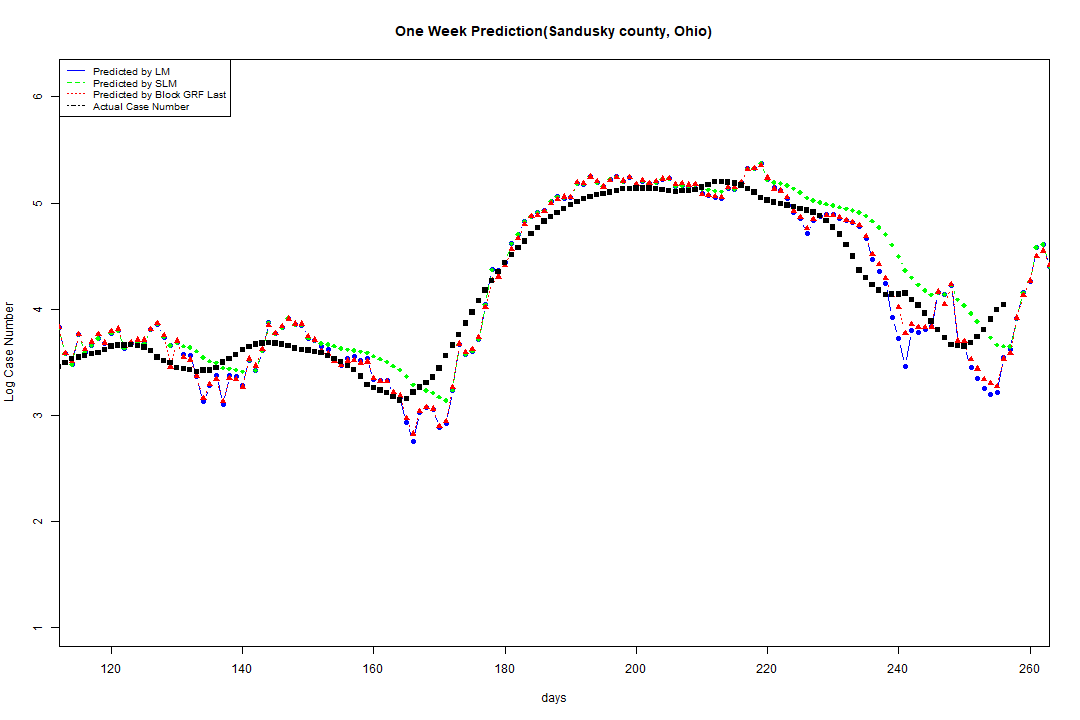 One Week Prediction(Sandusky county, Ohio)
Predicted by LM
Predicted by SLM
Predicted by Block GRF Last
Actual Case Number
6
5
4
3
2
1
Log Case Number
120 140 160 180 200 220 240 260
days